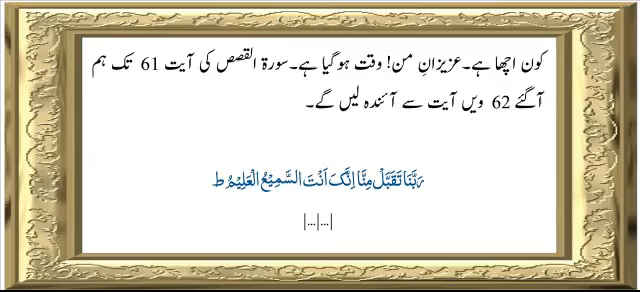 کون اچھا ہے۔عزیزانِ من! وقت ہوگیا ہے۔سورۃ القصص کی آیت 61 تک ہم
آگئے 62 ویں آیت سے آئندہ لیں گے۔
رَبَّنَا تَقَبَّلْ مِنَّا اِنَّکَ اَنْتَ السَّمِیْعُ الْعَلِیْمُ ط
|…|…|